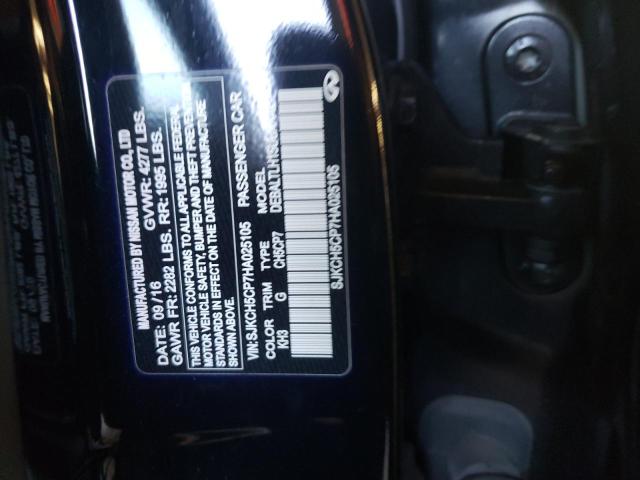 MANUFACTURED BY NISSAN MOTOR CO., LTD
DATE: 09 / 16 GVWR: 4277 LBS.
GAWR FR: 2282 LBS. RR: 1995 LBS.
THIS VEHICLE CONFORMS TO ALL APPLICABLE FEDERAL
MOTOR VEHICLE SAFETY, BUMPER AND THEFT PREVENTION
STANDARDS IN EFFECT ON THE DATE OF MANUFACTURE
SHOWN ABOVE.
VIN: SJKCH5CP7HA025105 PASSENGER CAR
COLOR TRIM TYPE MODEL
KH3 G CH5CP7
SJKCH5CP7HA025105